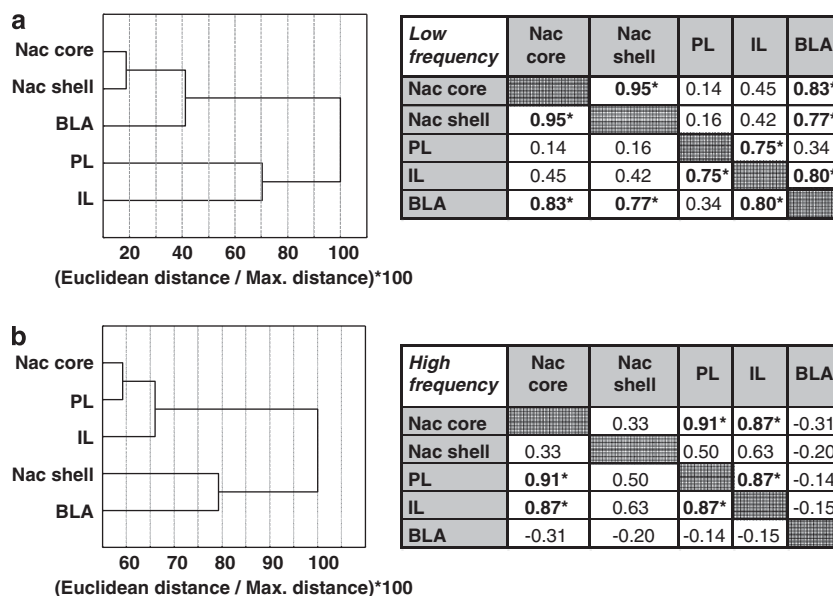 a
Nac core
Nac shell
BLA
PL
IL
20 40 60 80 100
(Euclidean distance / Max. distance)*100
Low frequency Nac core Nac shell PL IL BLA
Nac core 0.95* 0.14 0.45 0.83*
Nac shell 0.95* 0.16 0.42 0.77*
PL 0.14 0.16 0.75* 0.34
IL 0.45 0.42 0.75* 0.80*
BLA 0.83* 0.77* 0.34 0.80*
b
Nac core
PL
IL
Nac shell
BLA
60 70 80 90 100
(Euclidean distance / Max. distance)*100
High frequency Nac core Nac shell PL IL BLA
Nac core 0.33 0.91* 0.87* -0.31
Nac shell 0.33 0.50 0.63 -0.20
PL 0.91* 0.50 0.87* -0.14
IL 0.87* 0.63 0.87* -0.15
BLA -0.31 -0.20 -0.14 -0.15